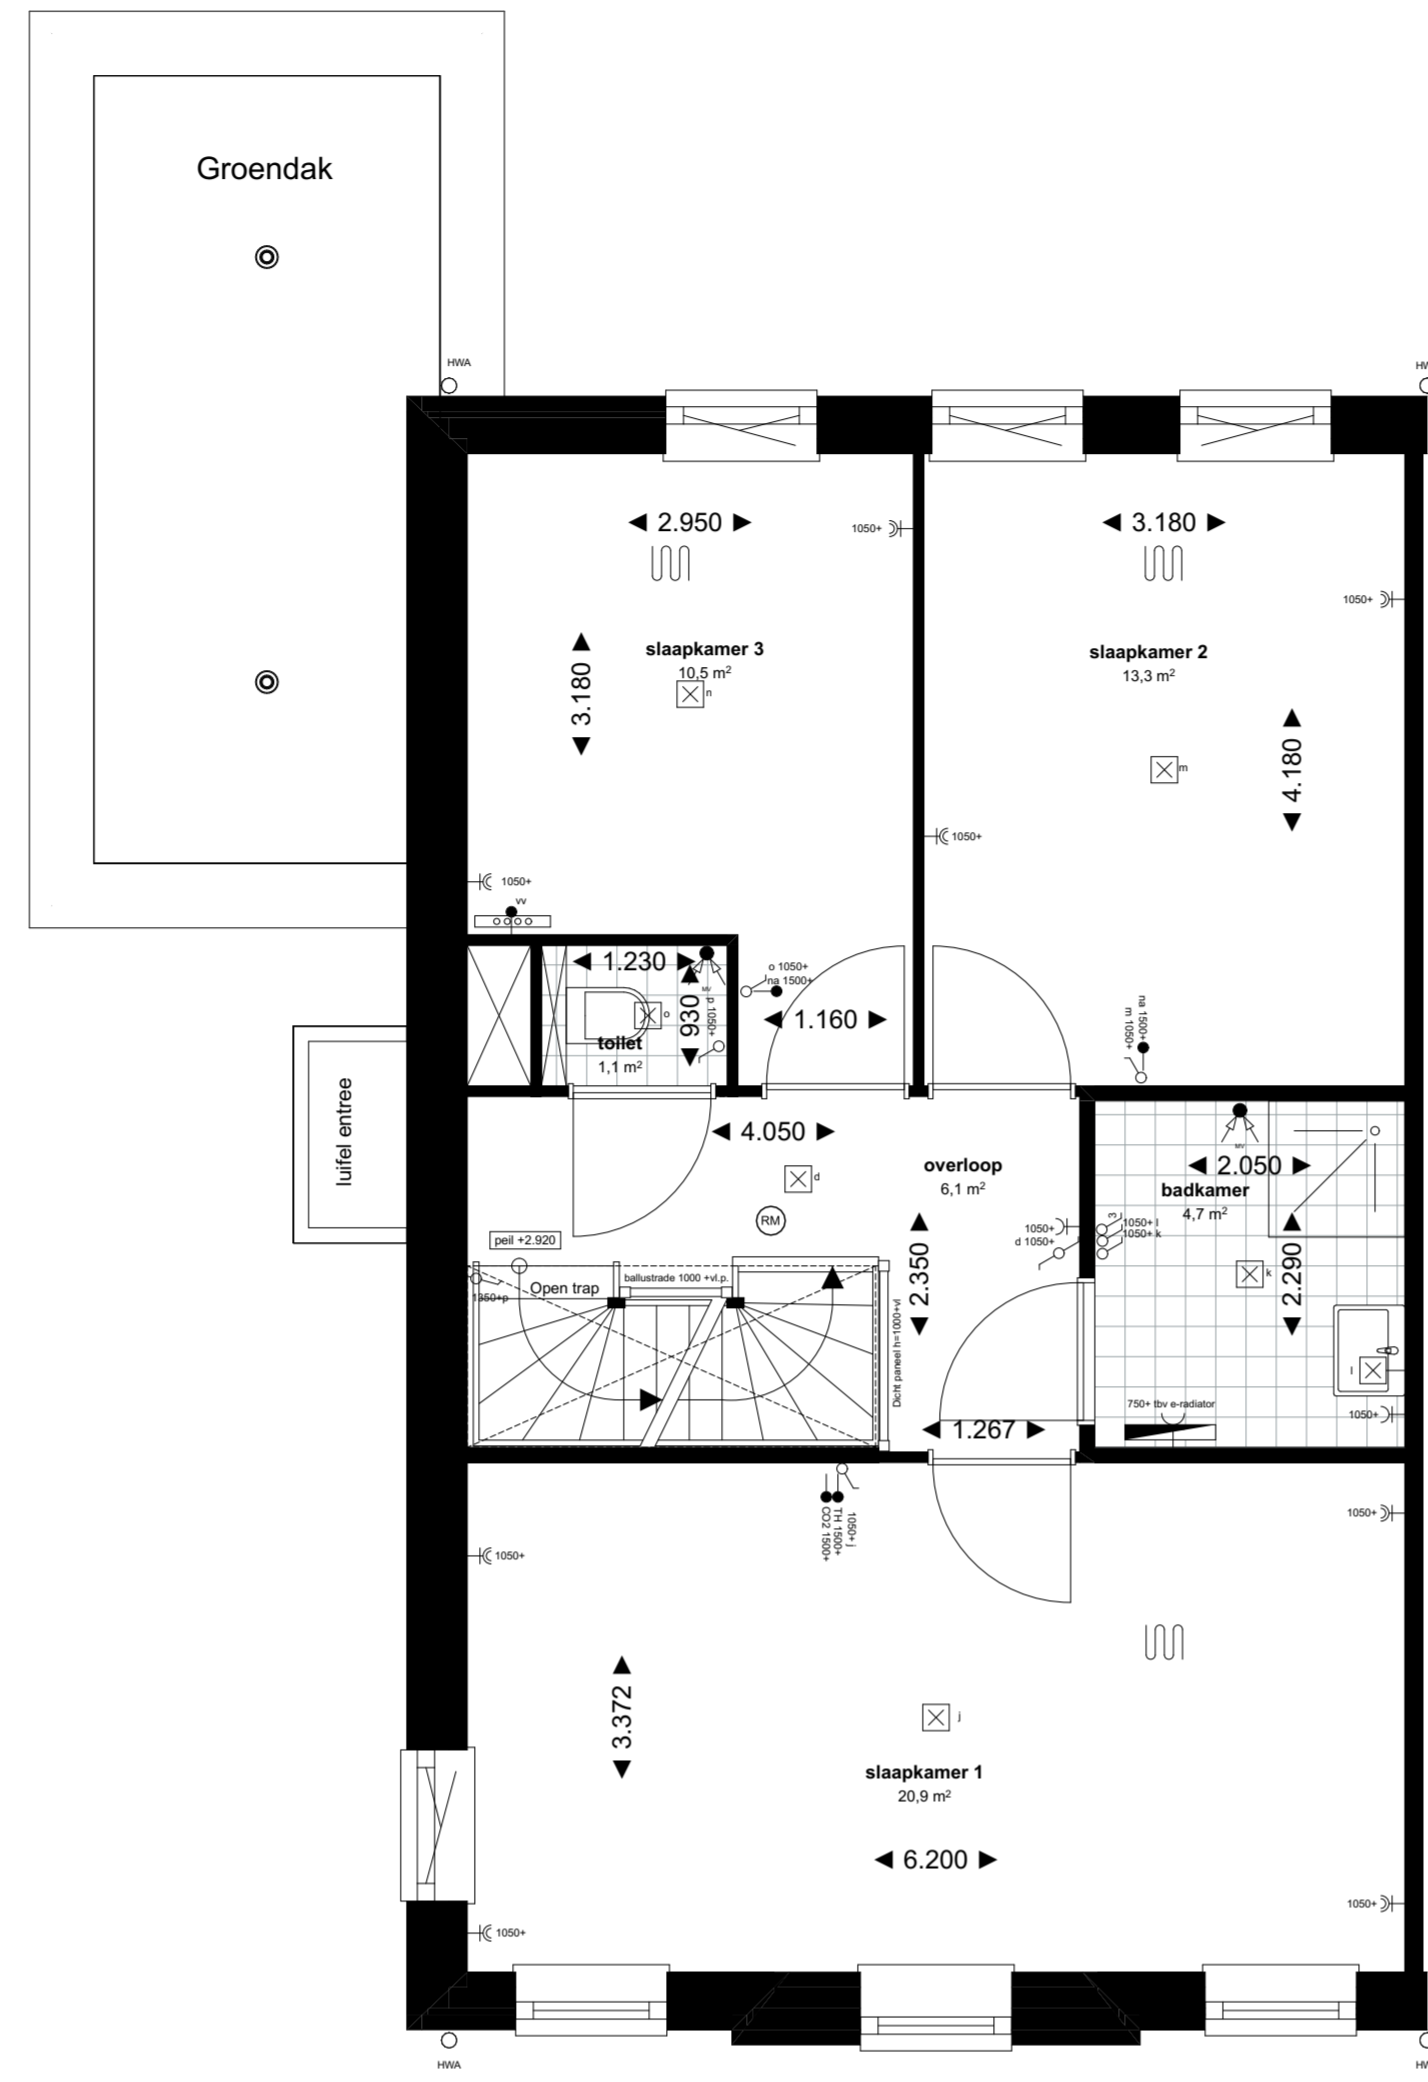 Groendak
HWA
HW
2.950
1050+
3.180
1050+
slaapkamer 3
10,5 m²
n
3.180
slaapkamer 2
13,3 m²
m
4.180
1050+
1050+
vv
1.230
MV
930
p 1050+
o
toilet
1,1 m²
o 1050+
na 1500+
1.160
na 1500+
m 1050+
luifel entree
4.050
d
RM
overloop
6,1 m²
MV
2.050
badkamer
4,7 m²
3
1050+ l
1050+ k
1050+
d 1050+
2.350
k
2.290
peil +2.920
Open trap
ballustrade 1000 +vl.p.
1350+p
Dicht paneel h=1000+vl
l
750+ tbv e-radiator
1050+
1.267
1050+ j
TH 1500+
CO2 1500+
1050+
1050+
3.372
j
slaapkamer 1
20,9 m²
6.200
1050+
1050+
HWA
HW